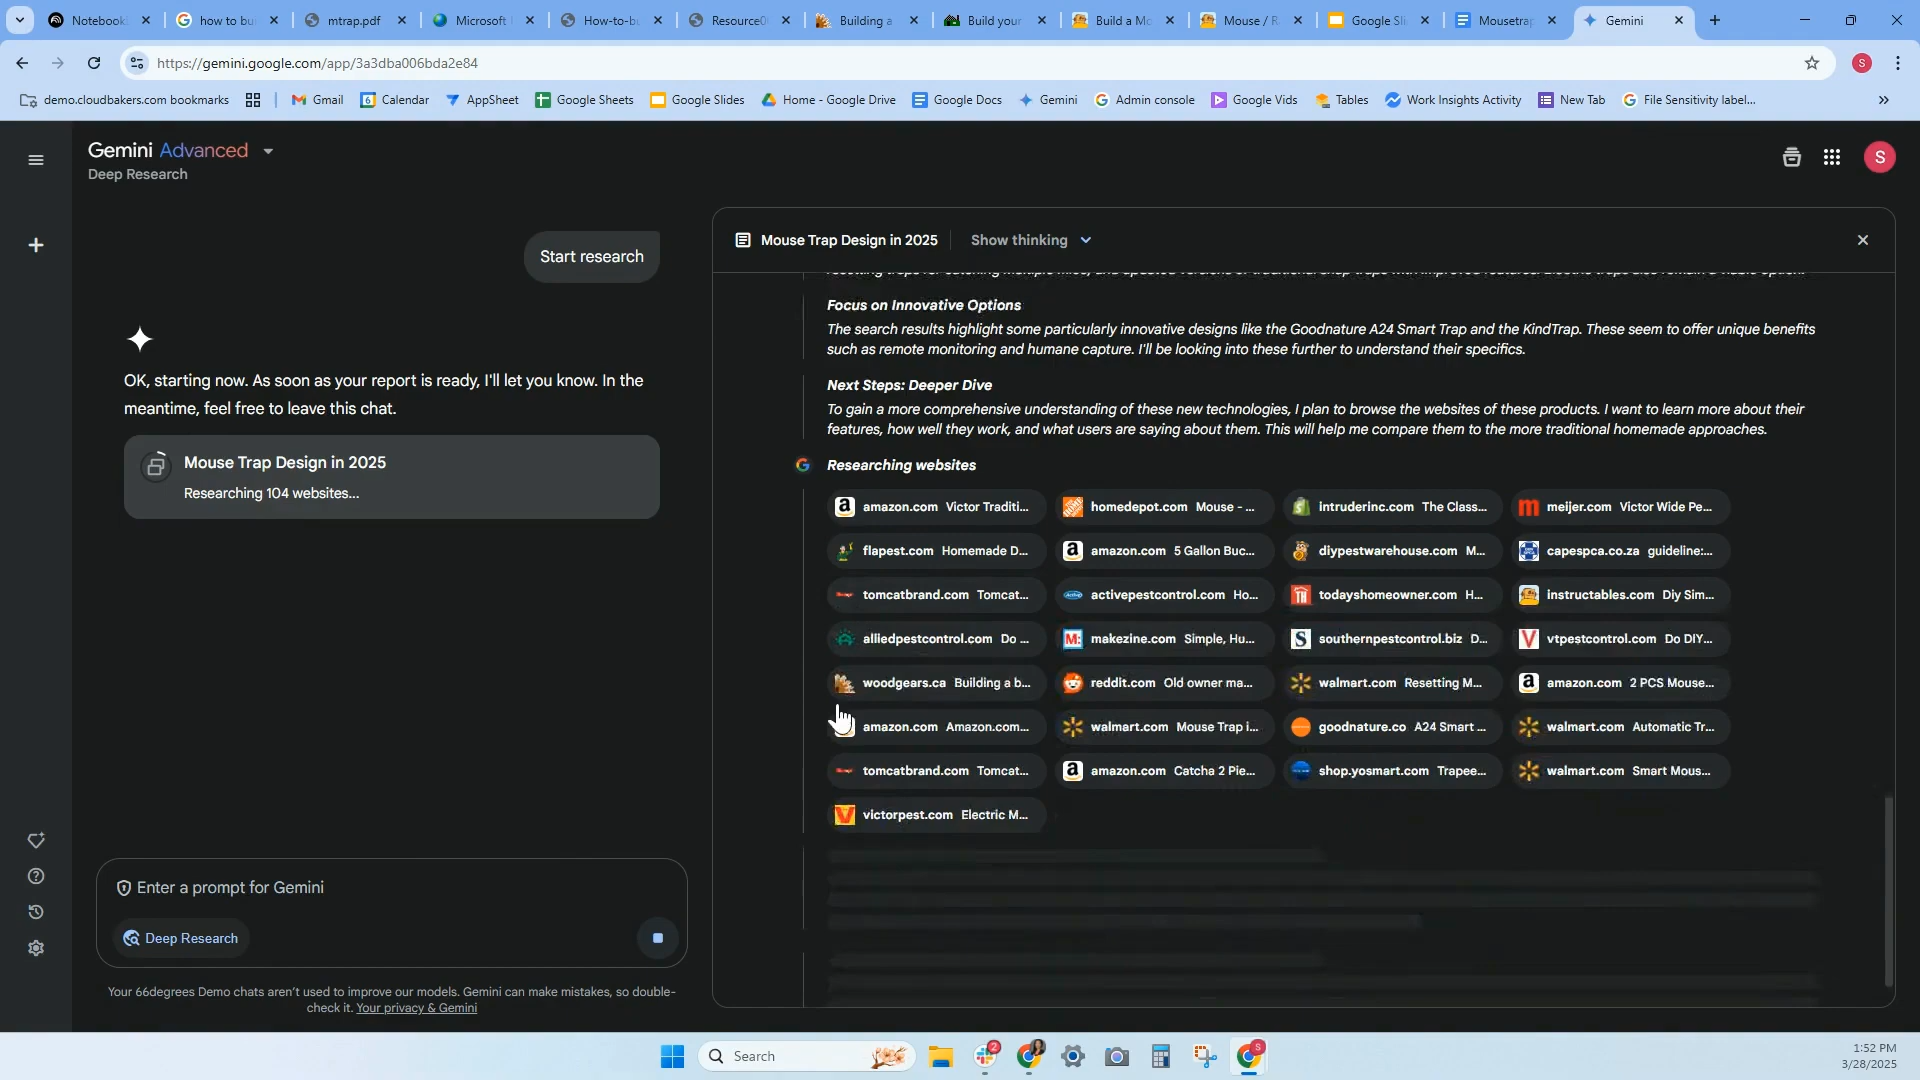 Notebook
how to bu
mtrap.pdf
Microsoft
How-to-bu
Building a
Build your
Mouse / R
Google Sli
Mousetrap
Gemini
https://gemini.google.com/app/3a3dba006bda2e84
S
demo.cloudbakers.com bookmarks
Gmail
Calendar
AppSheet
Google Sheets
Google Slides
Home - Google Drive
Google Docs
Gemini
Admin console
Google Vids
Tables
Work Insights Activity
New Tab
File Sensitivity label...
Gemini Advanced
Deep Research
S
Start research
OK, starting now. As soon as your report is ready, I'll let you know. In the
meantime, feel free to leave this chat.
Mouse Trap Design in 2025
Researching 104 websites...
Enter a prompt for Gemini
Deep Research
Your 66degrees Demo chats aren't used to improve our models. Gemini can make mistakes, so double-
check it. Your privacy & Gemini
Mouse Trap Design in 2025
Show thinking
Focus on Innovative Options
The search results highlight some particularly innovative designs like the Goodnature A24 Smart Trap and the KindTrap. These seem to offer unique benefits
such as remote monitoring and humane capture. I'll be looking into these further to understand their specifics.
Next Steps: Deeper Dive
To gain a more comprehensive understanding of these new technologies, I plan to browse the websites of these products. I want to learn more about their
features, how well they work, and what users are saying about them. This will help me compare them to the more traditional homemade approaches.
Researching websites
amazon.com Victor Traditi...
homedepot.com Mouse - ...
intruderinc.com The Class...
meijer.com Victor Wide Pe...
flapest.com Homemade D...
amazon.com 5 Gallon Buc...
diypestwarehouse.com M...
capespca.co.za guideline:...
tomcatbrand.com Tomcat...
activepestcontrol.com Ho...
todayshomeowner.com H...
instructables.com Diy Sim...
alliedpestcontrol.com Do ...
makezine.com Simple, Hu...
southernpestcontrol.biz D...
vtpestcontrol.com Do DIY...
woodgears.ca Building a b...
reddit.com Old owner ma...
walmart.com Resetting M...
amazon.com 2 PCS Mouse...
amazon.com Amazon.com...
walmart.com Mouse Trap i...
goodnature.co A24 Smart ...
walmart.com Automatic Tr...
tomcatbrand.com Tomcat...
amazon.com Catcha 2 Pie...
shop.yosmart.com Trapee...
walmart.com Smart Mous...
victorpest.com Electric M...
Search
2
S
1:52 PM
3/28/2025